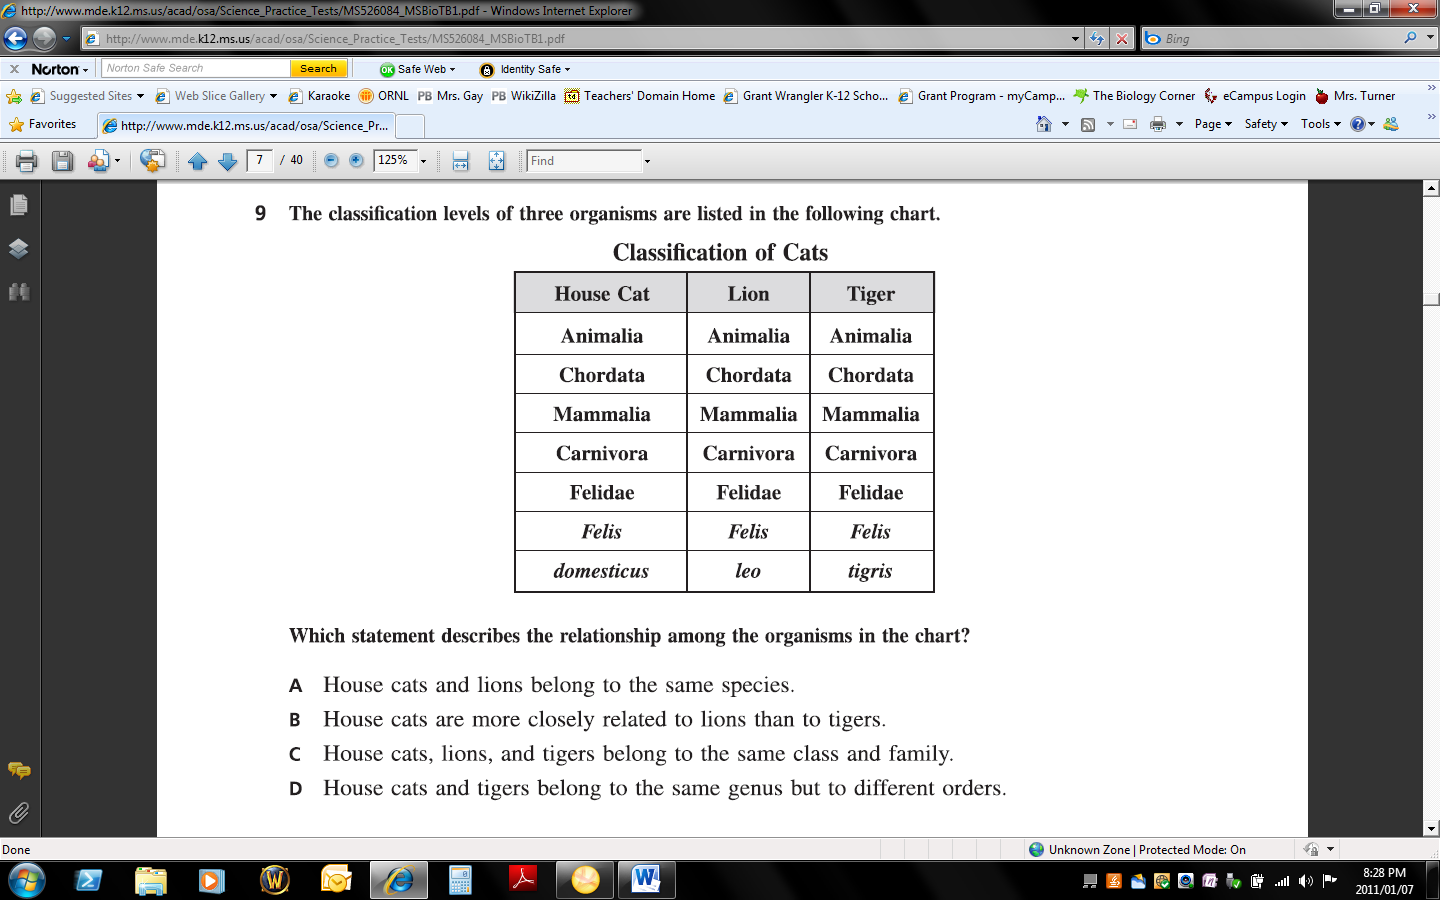 http://www.mde.k12.ms.us/acad/osa/Science_Practice_Tests/MS526084_MSBioTB1.pdf - Windows Internet Explorer
http://www.mde.k12.ms.us/acad/osa/Science_Practice_Tests/MS526084_MSBioTB1.pdf
Bing
x Norton Norton Safe Search Search OK Safe Web Identity Safe
Suggested Sites Web Slice Gallery Karaoke ORNL PB Mrs. Gay PB WikiZilla td Teachers' Domain Home Grant Wrangler K-12 Scho... Grant Program - myCamp... The Biology Corner eCampus Login Mrs. Turner
Favorites http://www.mde.k12.ms.us/acad/osa/Science_Pr... Page Safety Tools
7 / 40 125% Find
9 The classification levels of three organisms are listed in the following chart.
Classification of Cats
House Cat Lion Tiger
Animalia Animalia Animalia
Chordata Chordata Chordata
Mammalia Mammalia Mammalia
Carnivora Carnivora Carnivora
Felidae Felidae Felidae
Felis Felis Felis
domesticus leo tigris
Which statement describes the relationship among the organisms in the chart?
A House cats and lions belong to the same species.
B House cats are more closely related to lions than to tigers.
C House cats, lions, and tigers belong to the same class and family.
D House cats and tigers belong to the same genus but to different orders.
Done Unknown Zone | Protected Mode: On
8:28 PM
2011/01/07